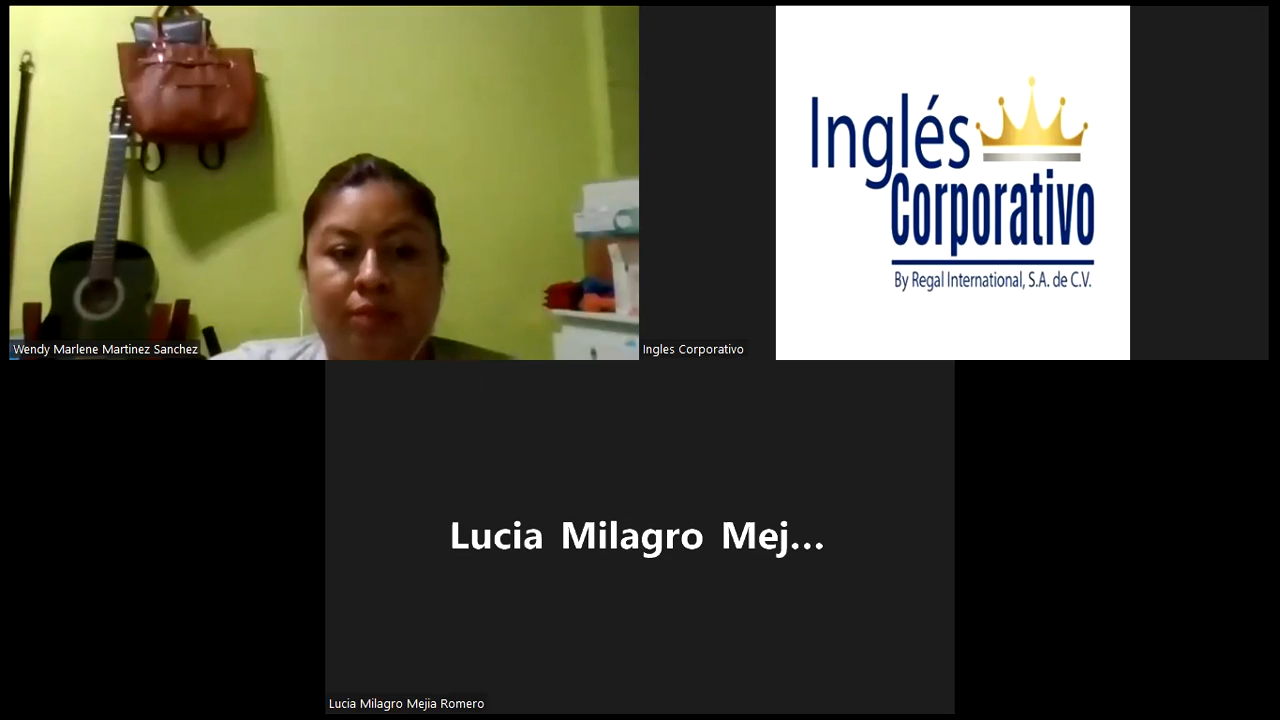 Inglés
Corporativo
By Regal International, S.A. de C.V.
Wendy Marlene Martinez Sanchez
Ingles Corporativo
Lucia Milagro Mej...
Lucia Milagro Mejia Romero